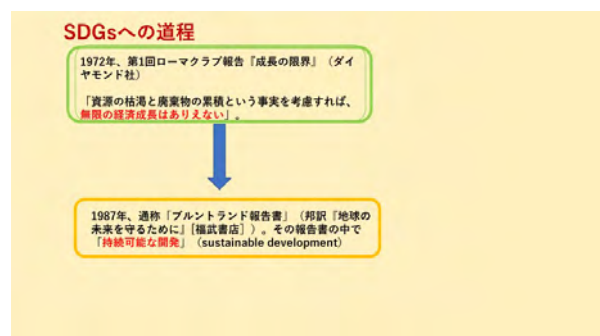 SDGsへの道程
1972年、第1回ローマクラブ報告『成長の限界』（ダイ
ヤモンド社）
「資源の枯渇と廃棄物の累積という事実を考慮すれば、
無限の経済成長はありえない」。
1987年、通称「ブルントランド報告書」（邦訳『地球の
未来を守るために』[福武書店]）。その報告書の中で
「持続可能な開発」（sustainable development）